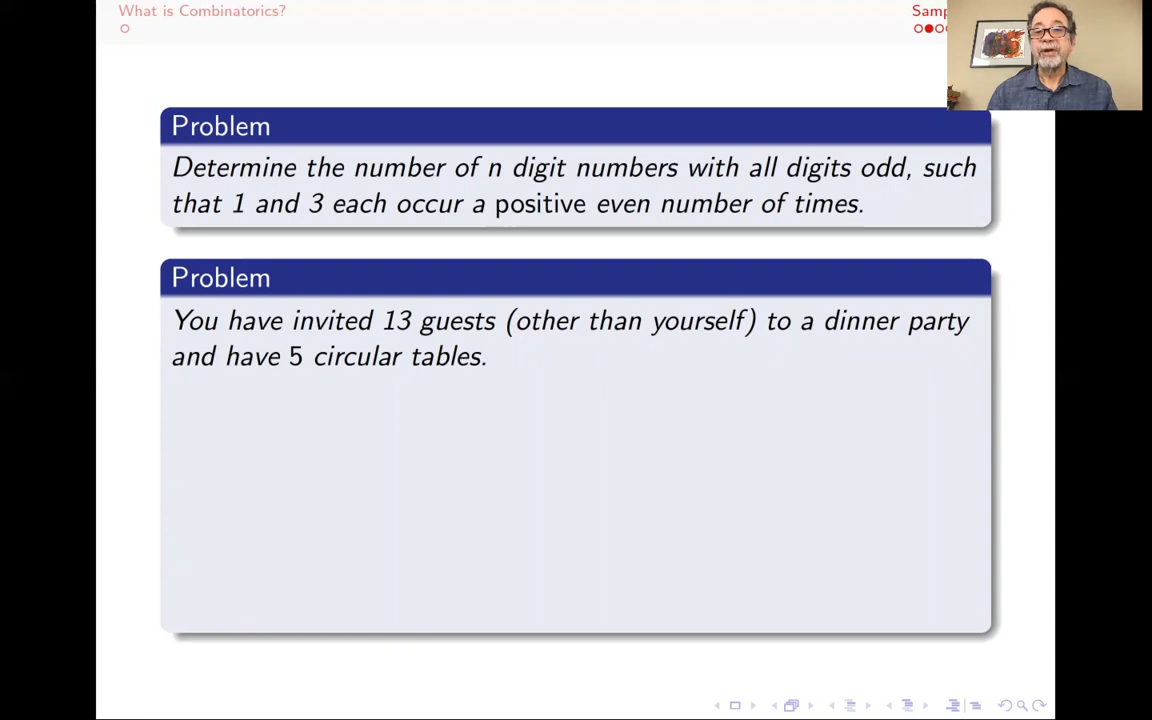 What is Combinatorics?
Problem
Determine the number of n digit numbers with all digits odd, such
that 1 and 3 each occur a positive even number of times.
Problem
You have invited 13 guests (other than yourself) to a dinner party
and have 5 circular tables.